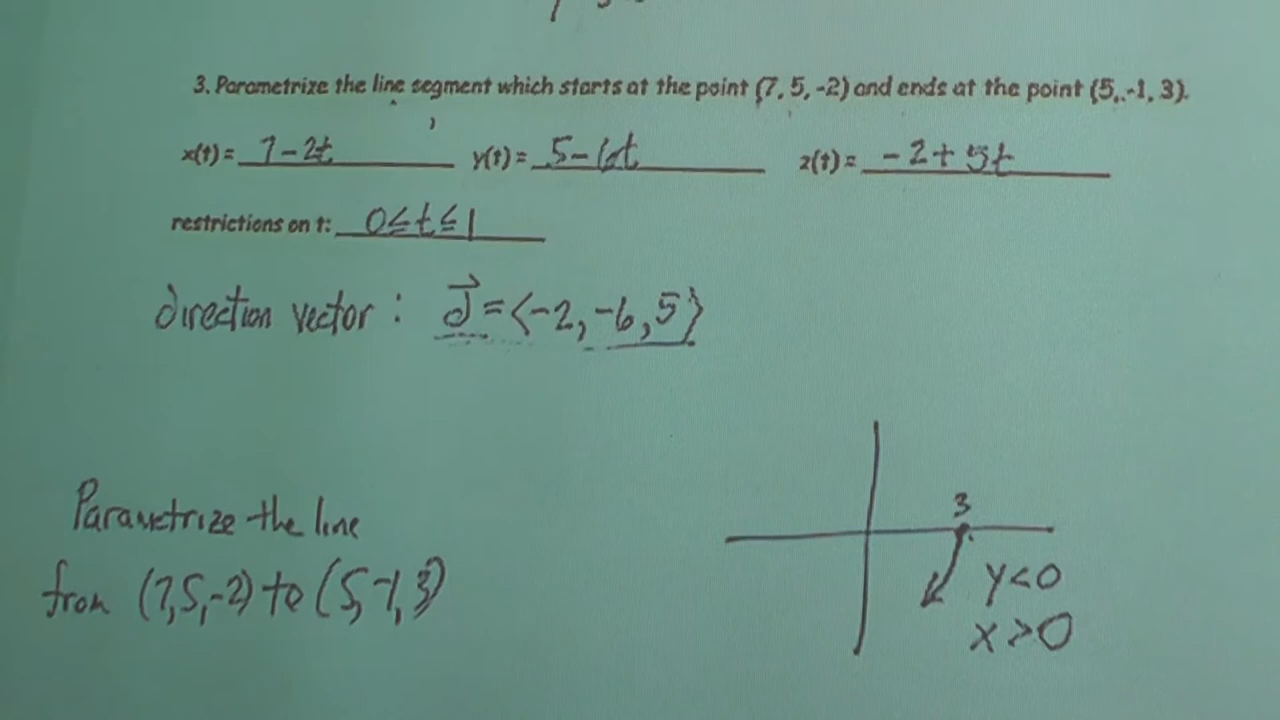 3. Parametrize the line segment which starts at the point (7, 5, -2) and ends at the point (5, -1, 3).
x(t) = 7-2t y(t) = 5-6t z(t) = -2+5t
restrictions on t: 0≤t≤1
direction vector : d⃗=⟨-2,-6,5⟩
Parametrize the line
from (7,5,-2) to (5,-1,3)
3
y<0
x>0